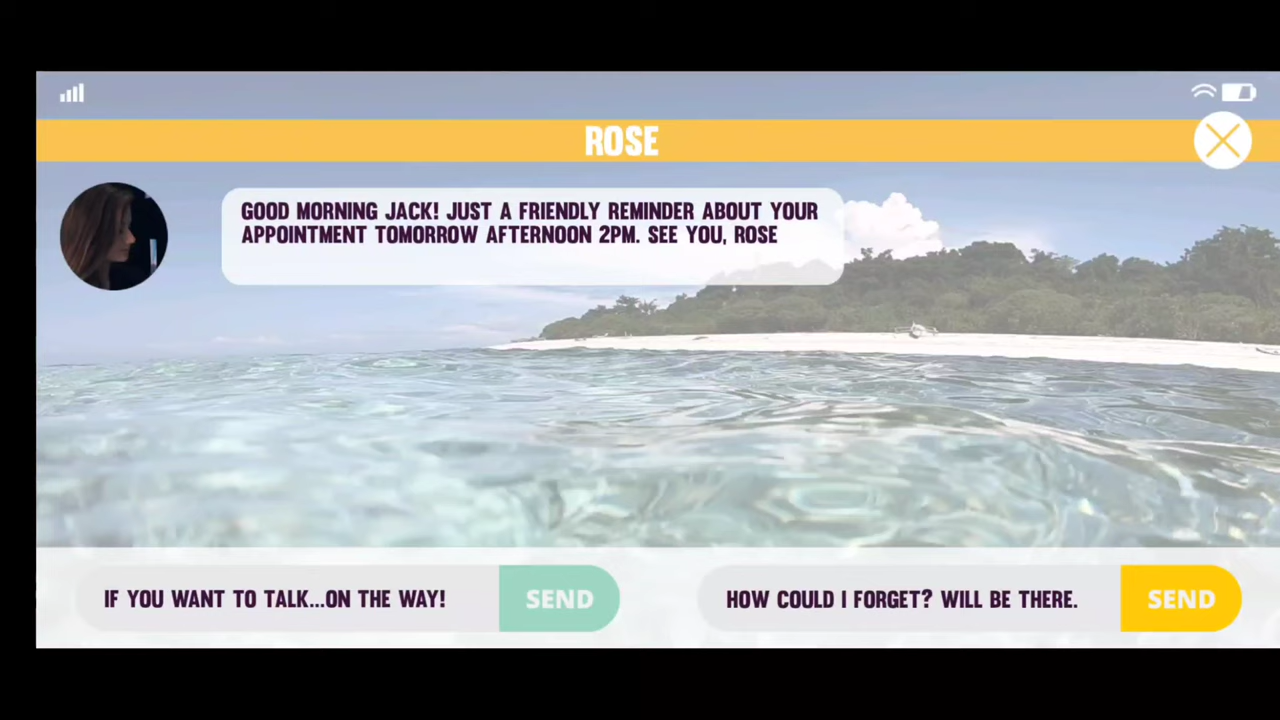 ROSE
GOOD MORNING JACK! JUST A FRIENDLY REMINDER ABOUT YOUR
APPOINTMENT TOMORROW AFTERNOON 2PM. SEE YOU, ROSE
IF YOU WANT TO TALK...ON THE WAY!
SEND
HOW COULD I FORGET? WILL BE THERE.
SEND